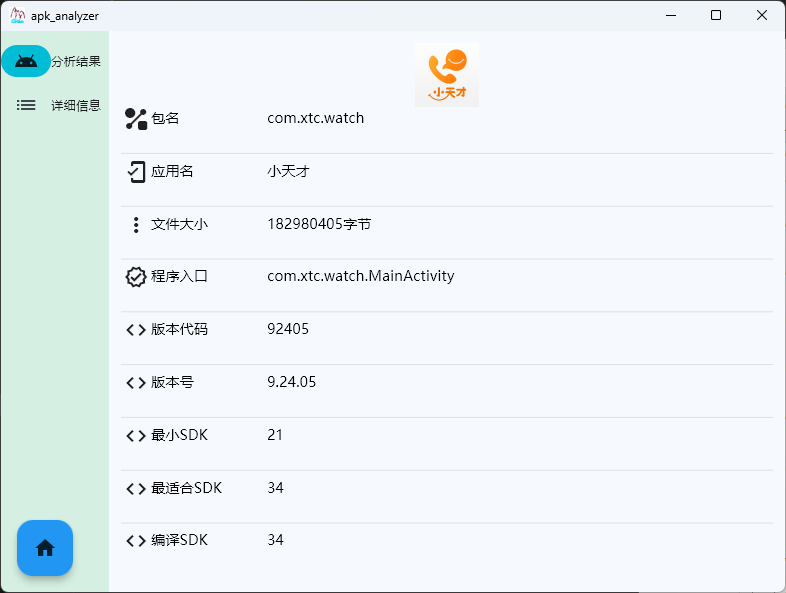 apk_analyzer
分析结果
详细信息
小天才
包名 com.xtc.watch
应用名 小天才
文件大小 182980405字节
程序入口 com.xtc.watch.MainActivity
版本代码 92405
版本号 9.24.05
最小SDK 21
最适合SDK 34
编译SDK 34